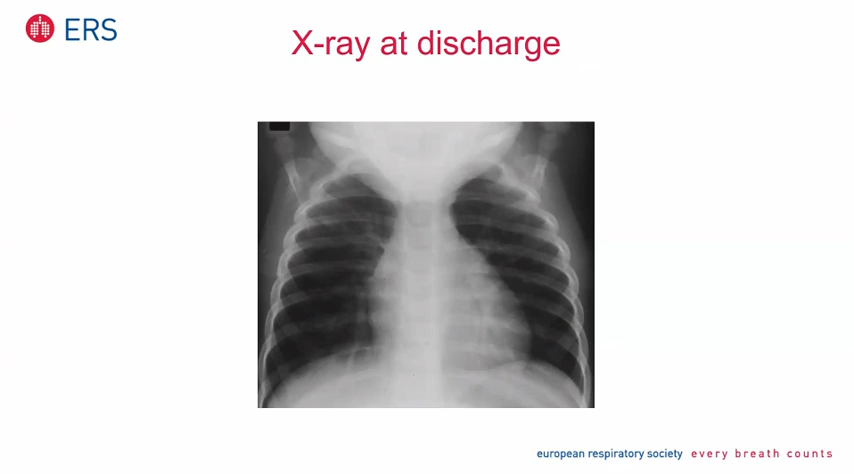 ERS
X-ray at discharge
european respiratory society every breath counts